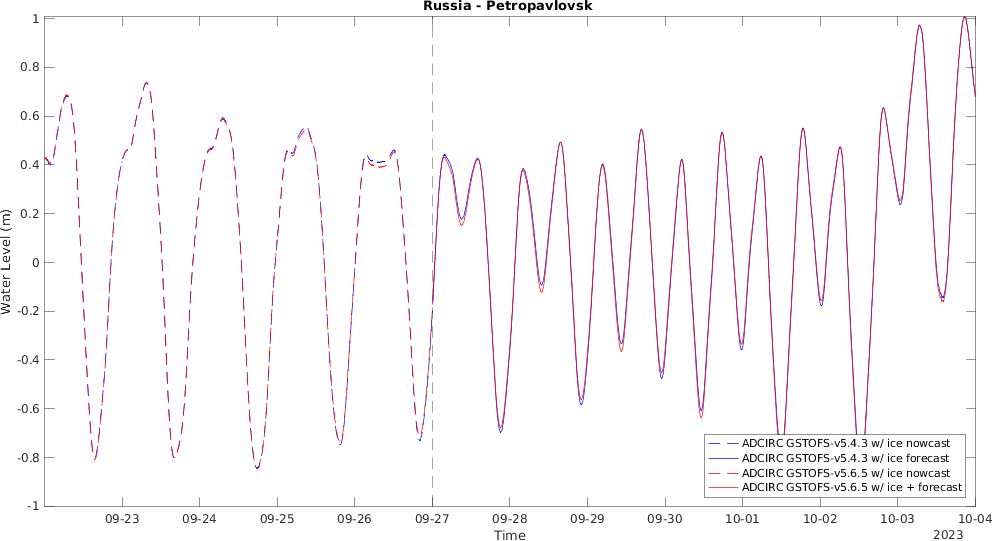 Russia - Petropavlovsk
1
0.8
0.6
0.4
0.2
0
-0.2
-0.4
-0.6
-0.8
-1
Water Level (m)
ADCIRC GSTOFS-v5.4.3 w/ ice nowcast
ADCIRC GSTOFS-v5.4.3 w/ ice forecast
ADCIRC GSTOFS-v5.6.5 w/ ice nowcast
ADCIRC GSTOFS-v5.6.5 w/ ice + forecast
09-23 09-24 09-25 09-26 09-27 09-28 09-29 09-30 10-01 10-02 10-03 10-04
Time
2023